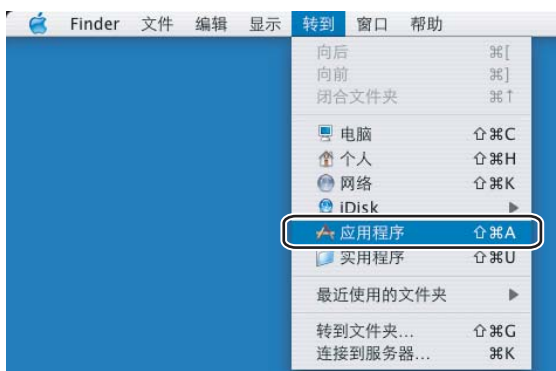 Finder 文件 编辑 显示 转到 窗口 帮助
向后 ⌘[
向前 ⌘]
闭合文件夹 ⌘↑
电脑 ⇧⌘C
个人 ⇧⌘H
网络 ⇧⌘K
iDisk ▶
应用程序 ⇧⌘A
实用程序 ⇧⌘U
最近使用的文件夹 ▶
转到文件夹... ⇧⌘G
连接到服务器... ⌘K